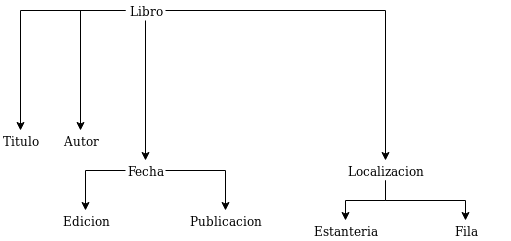 Libro
Titulo
Autor
Fecha
Localizacion
Edicion
Publicacion
Estanteria
Fila